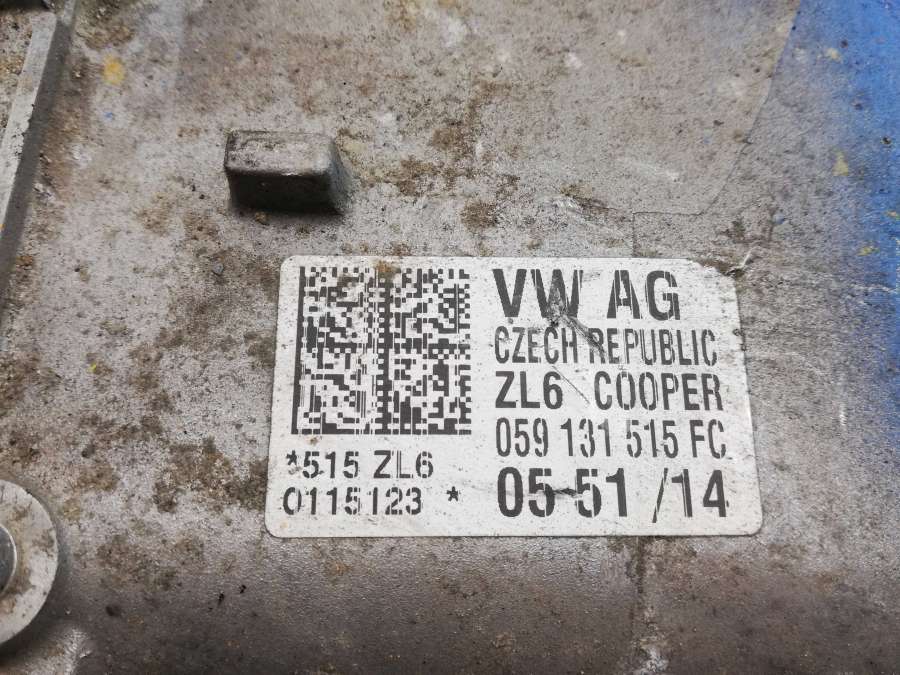 VW AG
CZECH REPUBLIC
ZL6 COOPER
059 131 515 FC
05-51 /14
*515 ZL6
0115123 *